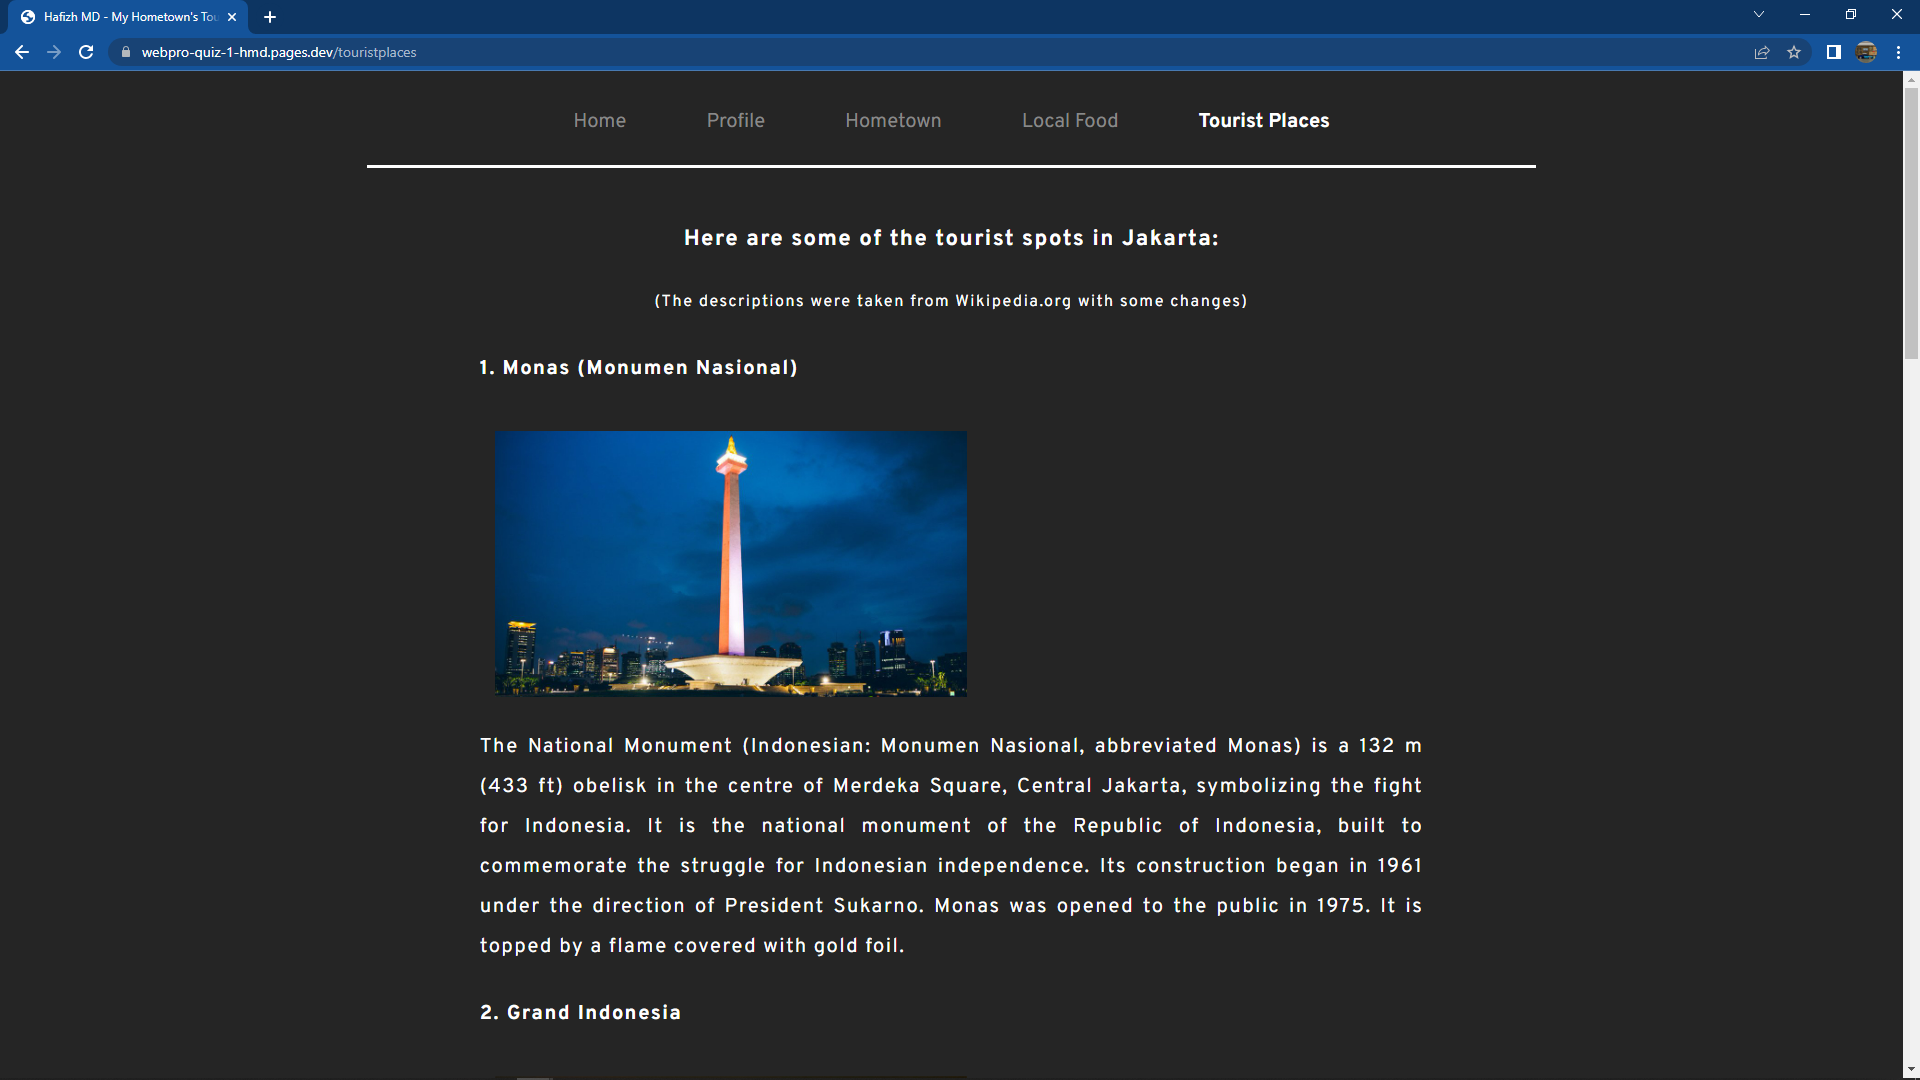 Hafizh MD - My Hometown's Tou
webpro-quiz-1-hmd.pages.dev/touristplaces
Home Profile Hometown Local Food Tourist Places
Here are some of the tourist spots in Jakarta:
(The descriptions were taken from Wikipedia.org with some changes)
1. Monas (Monumen Nasional)
The National Monument (Indonesian: Monumen Nasional, abbreviated Monas) is a 132 m
(433 ft) obelisk in the centre of Merdeka Square, Central Jakarta, symbolizing the fight
for Indonesia. It is the national monument of the Republic of Indonesia, built to
commemorate the struggle for Indonesian independence. Its construction began in 1961
under the direction of President Sukarno. Monas was opened to the public in 1975. It is
topped by a flame covered with gold foil.
2. Grand Indonesia